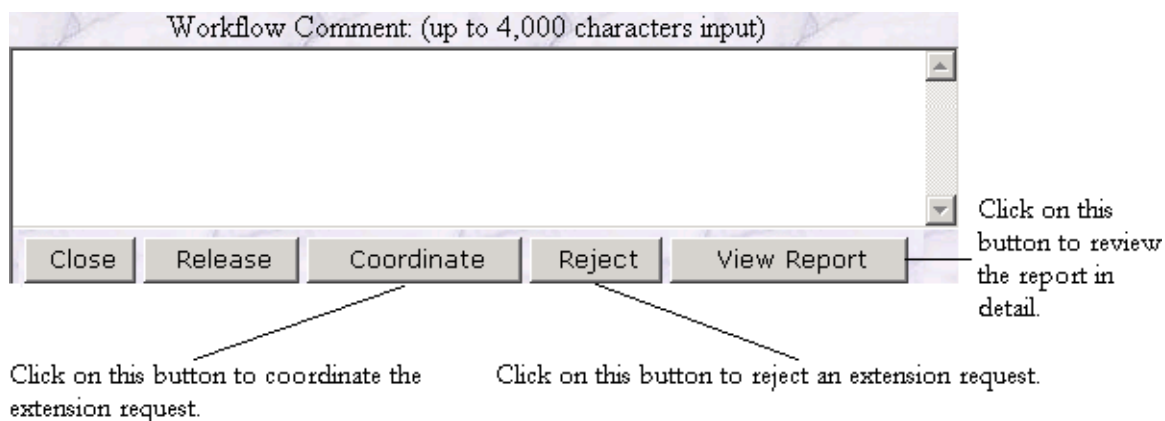 Workflow Comment: (up to 4,000 characters input)
Close Release Coordinate Reject View Report
Click on this
button to review
the report in
detail.
Click on this button to coordinate the
extension request.
Click on this button to reject an extension request.